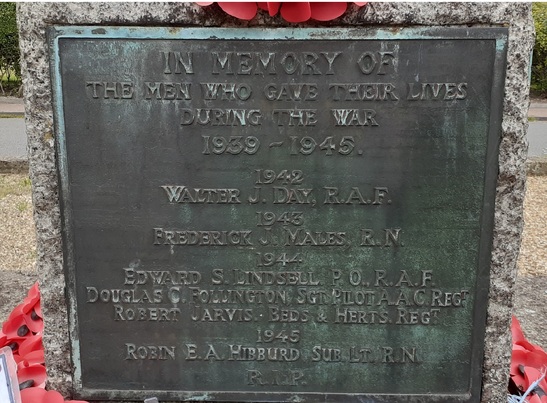 IN MEMORY OF
THE MEN WHO GAVE THEIR LIVES
DURING THE WAR
1939 - 1945.
1942
WALTER J. DAY, R.A.F.
1943
FREDERICK J. MALES, R.N.
1944
EDWARD S. LINDSELL, P.O., R.A.F.
DOUGLAS C. FOLLINGTON, SGT. PILOT A.A.C. REGT
ROBERT JARVIS. - BEDS & HERTS. REGT
1945
ROBIN E.A. HIBBURD SUB. LT. R.N.
R.I.P.